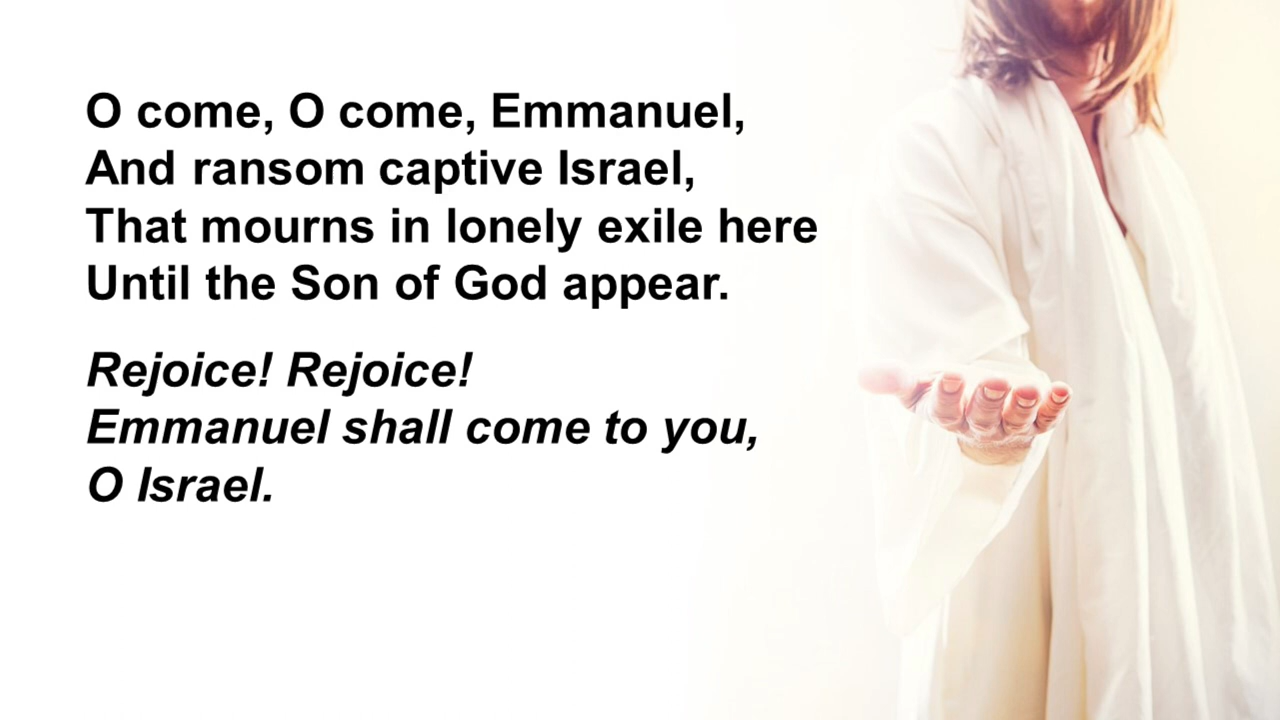 O come, O come, Emmanuel,
And ransom captive Israel,
That mourns in lonely exile here
Until the Son of God appear.
Rejoice! Rejoice!
Emmanuel shall come to you,
O Israel.